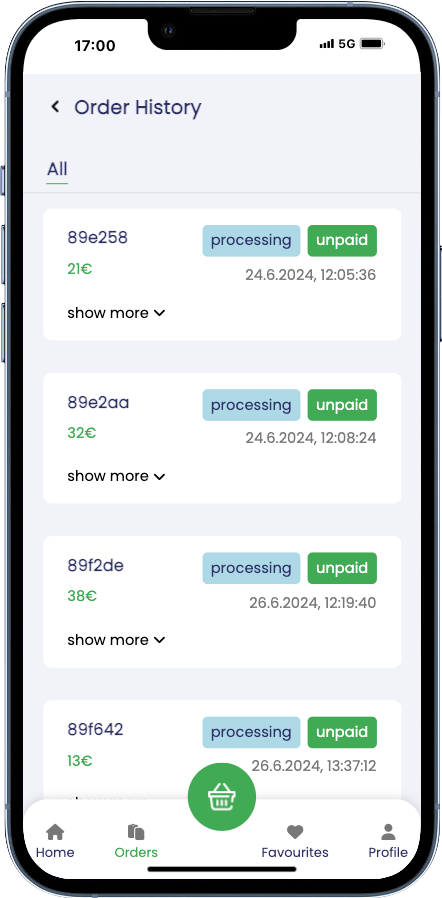 17:00 5G
Order History
All
89e258 processing unpaid
21€ 24.6.2024, 12:05:36
show more
89e2aa processing unpaid
32€ 24.6.2024, 12:08:24
show more
89f2de processing unpaid
38€ 26.6.2024, 12:19:40
show more
89f642 processing unpaid
13€ 26.6.2024, 13:37:12
Home Orders Favourites Profile